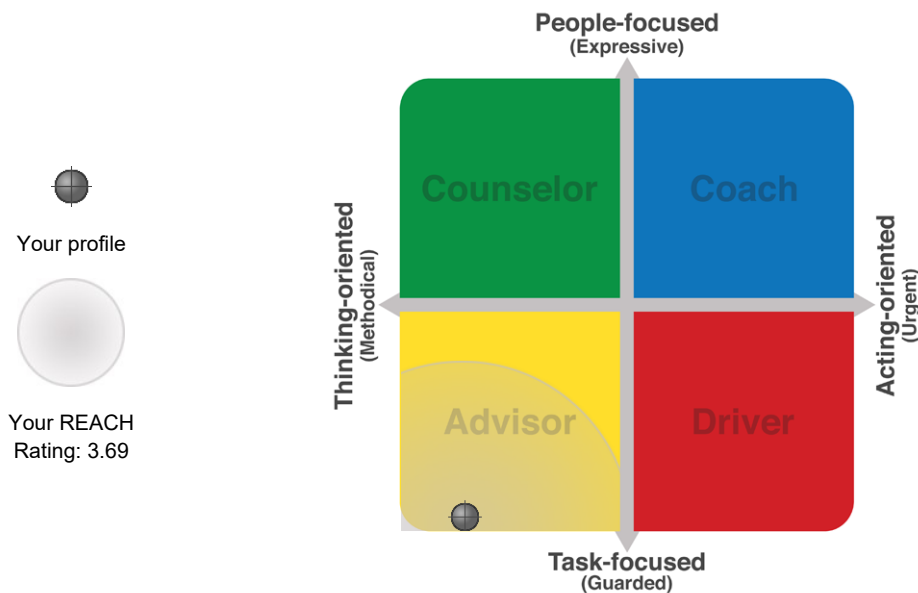 People-focused
(Expressive)
Counselor
Coach
Your profile
Thinking-oriented
(Methodical)
Acting-oriented
(Urgent)
Your REACH
Rating: 3.69
Advisor
Driver
Task-focused
(Guarded)